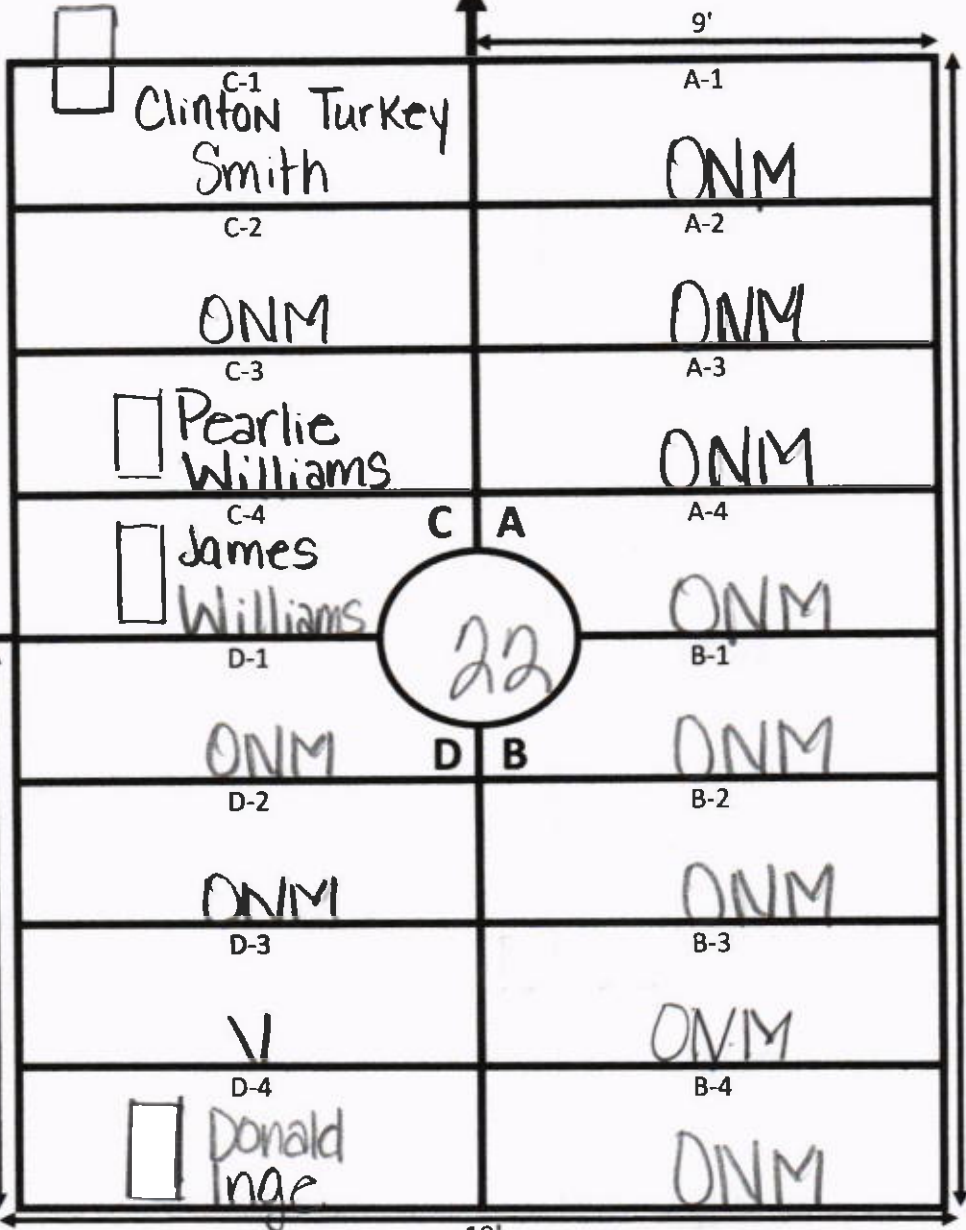 9'
C-1
Clinton Turkey
Smith
A-1
ONM
C-2
ONM
A-2
ONM
C-3
Pearlie
Williams
A-3
ONM
C-4
James
Williams
C A
A-4
ONM
22
D-1
ONM
D B
B-1
ONM
D-2
ONM
B-2
ONM
D-3
V
B-3
ONM
D-4
Donald
Inge
B-4
ONM